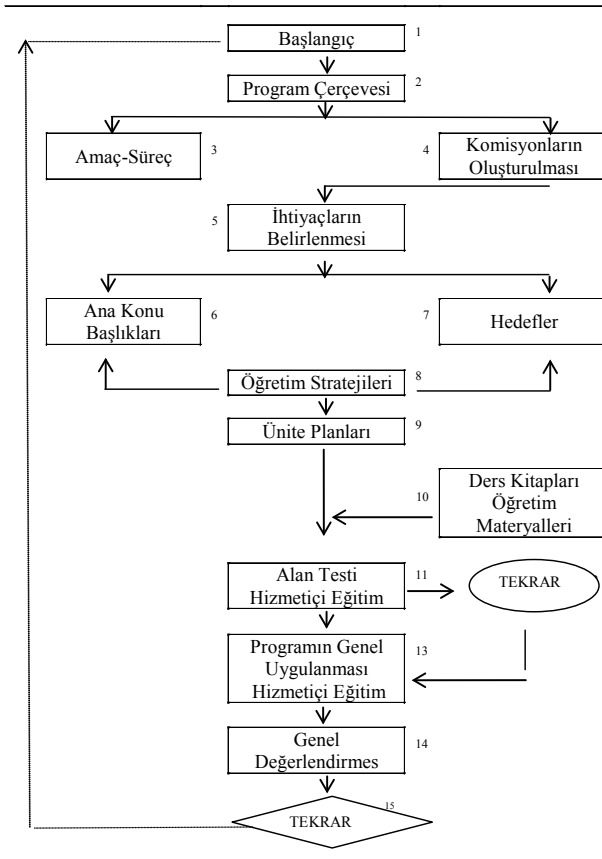 Başlangıç
1
Program Çerçevesi
2
Amaç-Süreç
3
4
Komisyonların
Oluşturulması
5
İhtiyaçların
Belirlenmesi
Ana Konu
Başlıkları
6
7
Hedefler
Öğretim Stratejileri
8
Ünite Planları
9
10
Ders Kitapları
Öğretim
Materyalleri
Alan Testi
Hizmetiçi Eğitim
11
TEKRAR
Programın Genel
Uygulanması
Hizmetiçi Eğitim
13
Genel
Değerlendirmes
14
TEKRAR
15